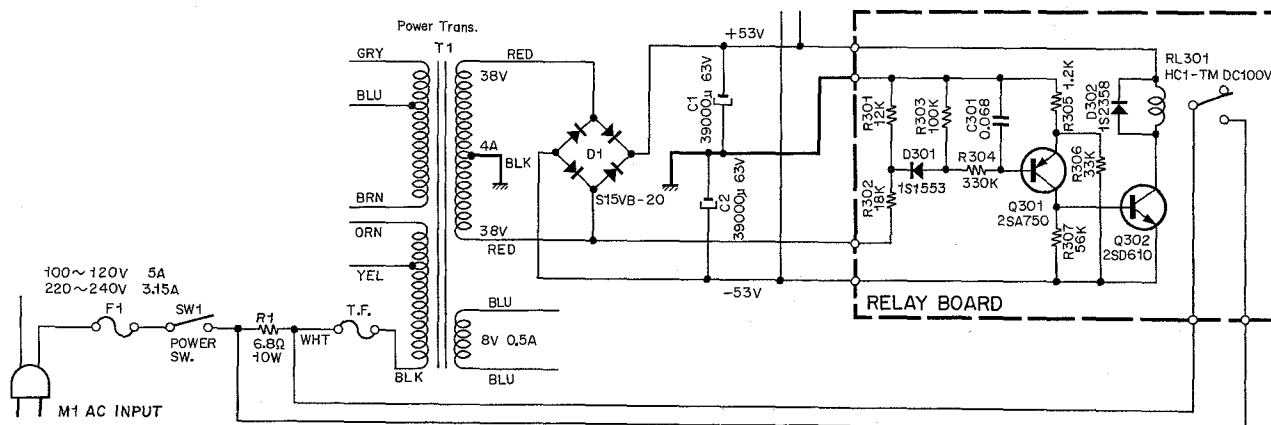 Power Trans.
T1
GRY
BLU
BRN
ORN
YEL
BLK
RED
38V
4A
BLK
38V
RED
BLU
8V 0.5A
BLU
D1
S15VB-20
C1
39000µ 63V
C2
39000µ 63V
+53V
-53V
100~120V 5A
220~240V 3.15A
F1
SW1
POWER
SW.
R1
6.8Ω
10W
WHT
T.F.
M1 AC INPUT
R301
12K
R303
100K
C301
0.068
R305 1.2K
D302
1S2358
RL301
HC1-TM DC100V
D301
1S1553
R304
330K
R302
18K
R306
33K
Q301
2SA750
R307
56K
Q302
2SD610
RELAY BOARD